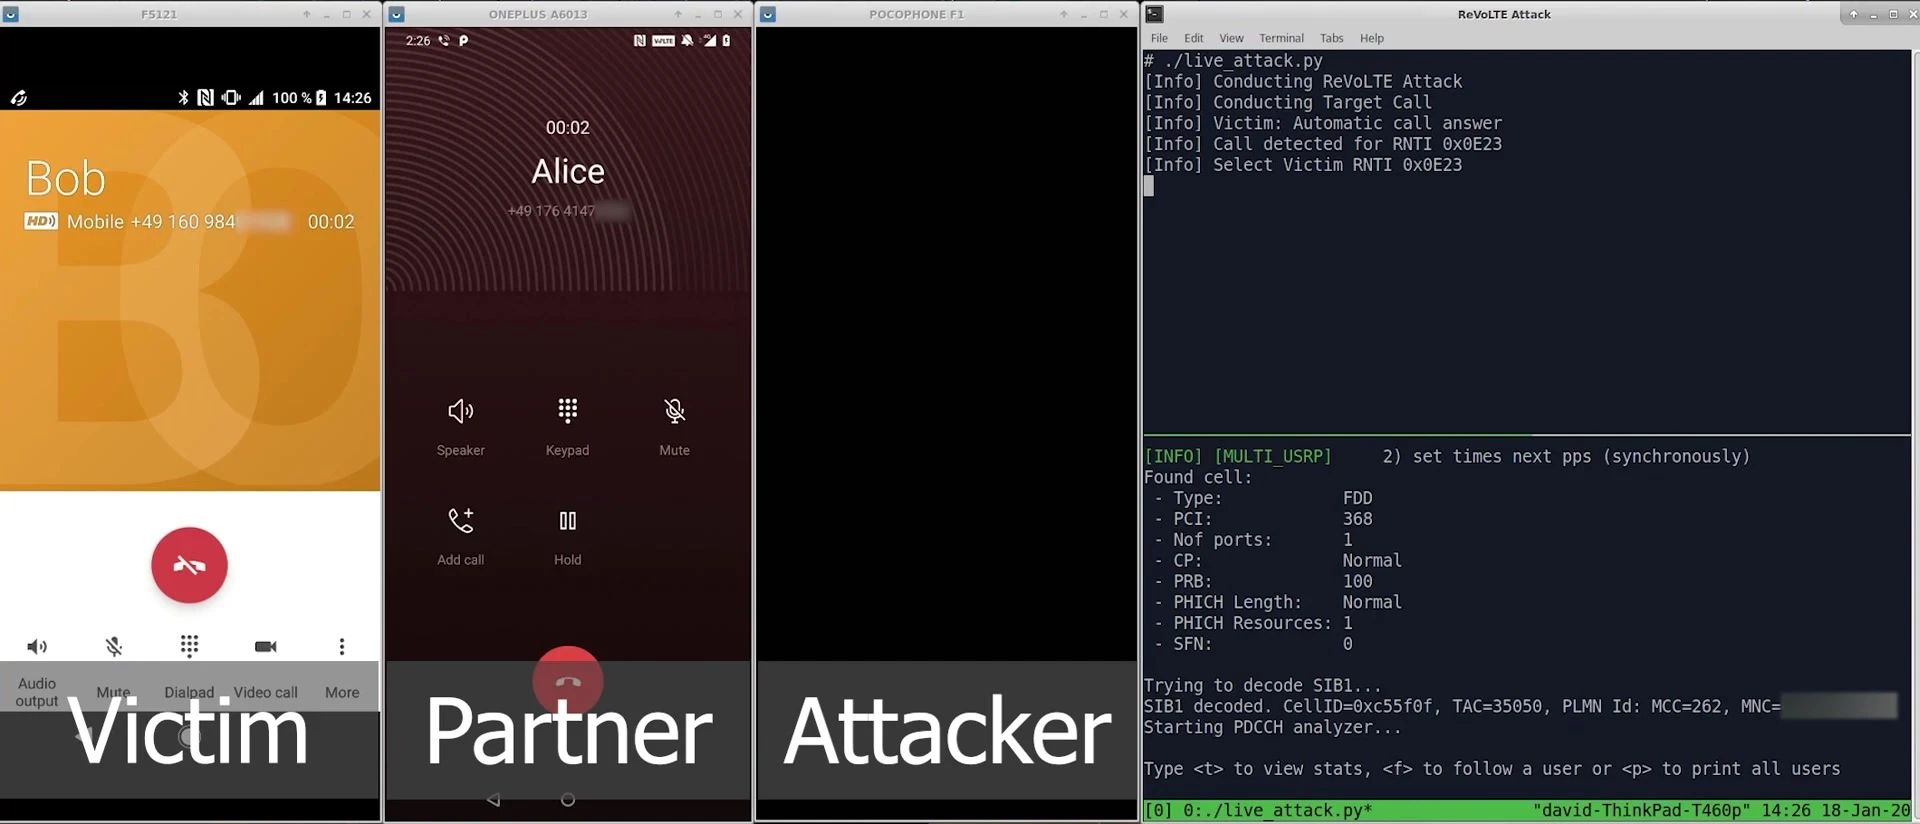 F5121
100 % 14:26
Bob
HD Mobile +49 160 984 00:02
Audio output
Mute
Dialpad
Video call
More
Victim
ONEPLUS A6013
2:26
VoLTE
4G
00:02
Alice
+49 176 4147
Speaker
Keypad
Mute
Add call
Hold
Partner
POCOPHONE F1
Attacker
ReVoLTE Attack
File Edit View Terminal Tabs Help
# ./live_attack.py
[Info] Conducting ReVoLTE Attack
[Info] Conducting Target Call
[Info] Victim: Automatic call answer
[Info] Call detected for RNTI 0x0E23
[Info] Select Victim RNTI 0x0E23
[INFO] [MULTI_USRP] 2) set times next pps (synchronously)
Found cell:
- Type: FDD
- PCI: 368
- Nof ports: 1
- CP: Normal
- PRB: 100
- PHICH Length: Normal
- PHICH Resources: 1
- SFN: 0
Trying to decode SIB1...
SIB1 decoded. CellID=0xc55f0f, TAC=35050, PLMN Id: MCC=262, MNC=
Starting PDCCH analyzer...
Type <t> to view stats, <f> to follow a user or <p> to print all users
[0] 0:./live_attack.py* "david-ThinkPad-T460p" 14:26 18-Jan-20